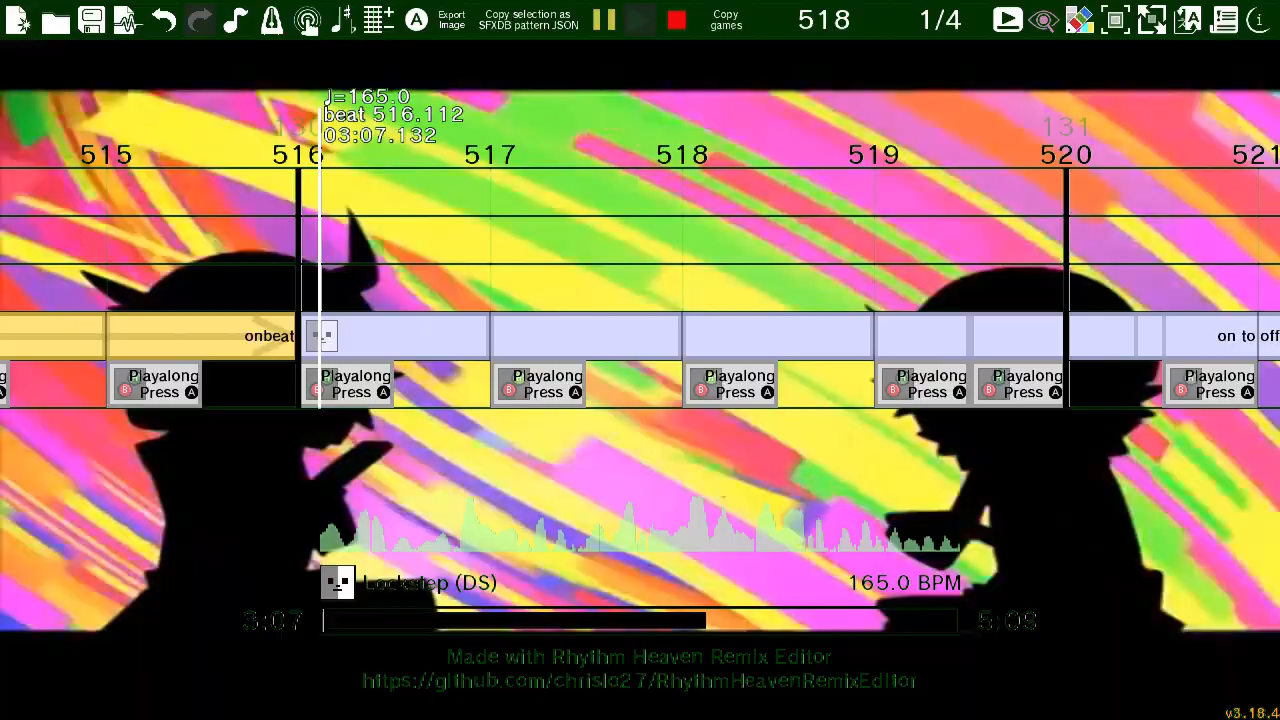 Export Image
Copy selection as SFXDB pattern JSON
Copy games
518
1/4
♩=165.0
beat 516.112
03:07.132
131
515
516
517
518
519
520
521
onbeat
on to off
Playalong Press A
Playalong Press A
Playalong Press A
Playalong Press A
Playalong Press A
Playalong Press A
Playalong Press A
Lockstep (DS)
165.0 BPM
3:07
Made with Rhythm Heaven Remix Editor
https://github.com/chrislo27/RhythmHeavenRemixEditor
v3.18.4